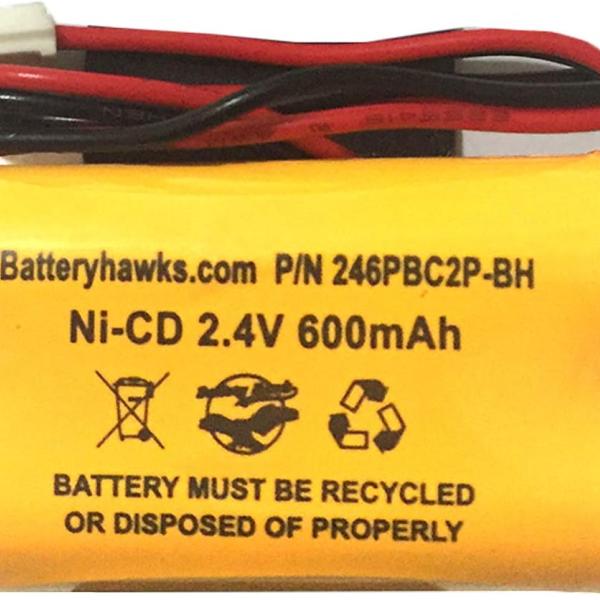 Batteryhawks.com P/N 246PBC2P-BH
Ni-CD 2.4V 600mAh
BATTERY MUST BE RECYCLED
OR DISPOSED OF PROPERLY